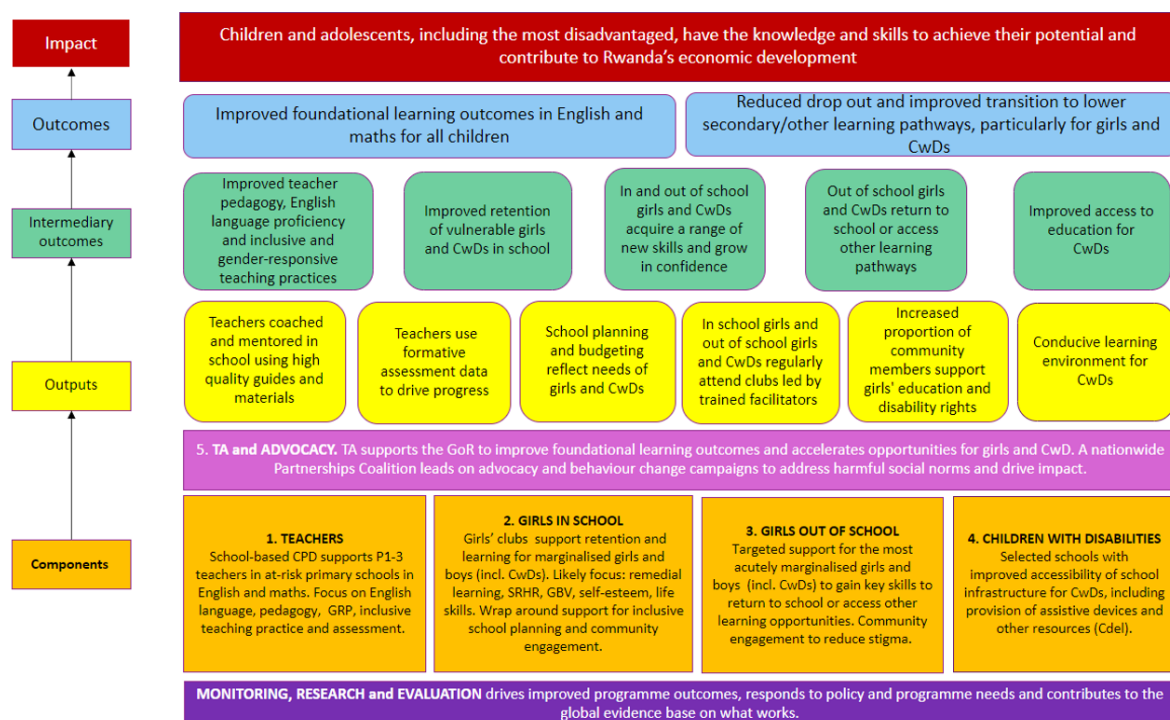 Impact
Children and adolescents, including the most disadvantaged, have the knowledge and skills to achieve their potential and
contribute to Rwanda's economic development
Outcomes
Improved foundational learning outcomes in English and
maths for all children
Reduced drop out and improved transition to lower
secondary/other learning pathways, particularly for girls and
CwDs
Intermediary
outcomes
Improved teacher
pedagogy, English
language proficiency
and inclusive and
gender-responsive
teaching practices
Improved retention
of vulnerable girls
and CwDs in school
In and out of school
girls and CwDs
acquire a range of
new skills and grow
in confidence
Out of school girls
and CwDs return to
school or access
other learning
pathways
Improved access to
education for
CwDs
Outputs
Teachers coached
and mentored in
school using high
quality guides and
materials
Teachers use
formative
assessment data
to drive progress
School planning
and budgeting
reflect needs of
girls and CwDs
In school girls and
out of school girls
and CwDs regularly
attend clubs led by
trained facilitators
Increased
proportion of
community
members support
girls' education and
disability rights
Conducive learning
environment for
CwDs
5. TA and ADVOCACY. TA supports the GoR to improve foundational learning outcomes and accelerates opportunities for girls and CwD. A nationwide
Partnerships Coalition leads on advocacy and behaviour change campaigns to address harmful social norms and drive impact.
Components
1. TEACHERS
School-based CPD supports P1-3
teachers in at-risk primary schools in
English and maths. Focus on English
language, pedagogy, GRP, inclusive
teaching practice and assessment.
2. GIRLS IN SCHOOL
Girls' clubs support retention and
learning for marginalised girls and
boys (incl. CwDs). Likely focus: remedial
learning, SRHR, GBV, self-esteem, life
skills. Wrap around support for inclusive
school planning and community
engagement.
3. GIRLS OUT OF SCHOOL
Targeted support for the most
acutely marginalised girls and
boys (incl. CwDs) to gain key skills to
return to school or access other
learning opportunities. Community
engagement to reduce stigma.
4. CHILDREN WITH DISABILITIES
Selected schools with
improved accessibility of school
infrastructure for CwDs, including
provision of assistive devices and
other resources (Cdel).
MONITORING, RESEARCH and EVALUATION drives improved programme outcomes, responds to policy and programme needs and contributes to the
global evidence base on what works.